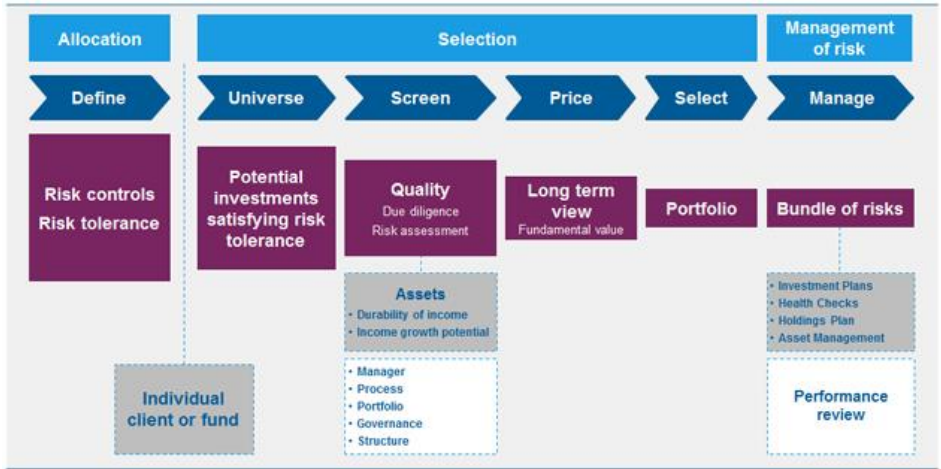 Allocation
Selection
Management
of risk
Define
Universe
Screen
Price
Select
Manage
Risk controls
Risk tolerance
Potential
investments
satisfying risk
tolerance
Quality
Due diligence
Risk assessment
Long term
view
Fundamental value
Portfolio
Bundle of risks
Assets
• Durability of income
• Income growth potential
• Investment Plans
• Health Checks
• Holdings Plan
• Asset Management
Individual
client or fund
• Manager
• Process
• Portfolio
• Governance
• Structure
Performance
review